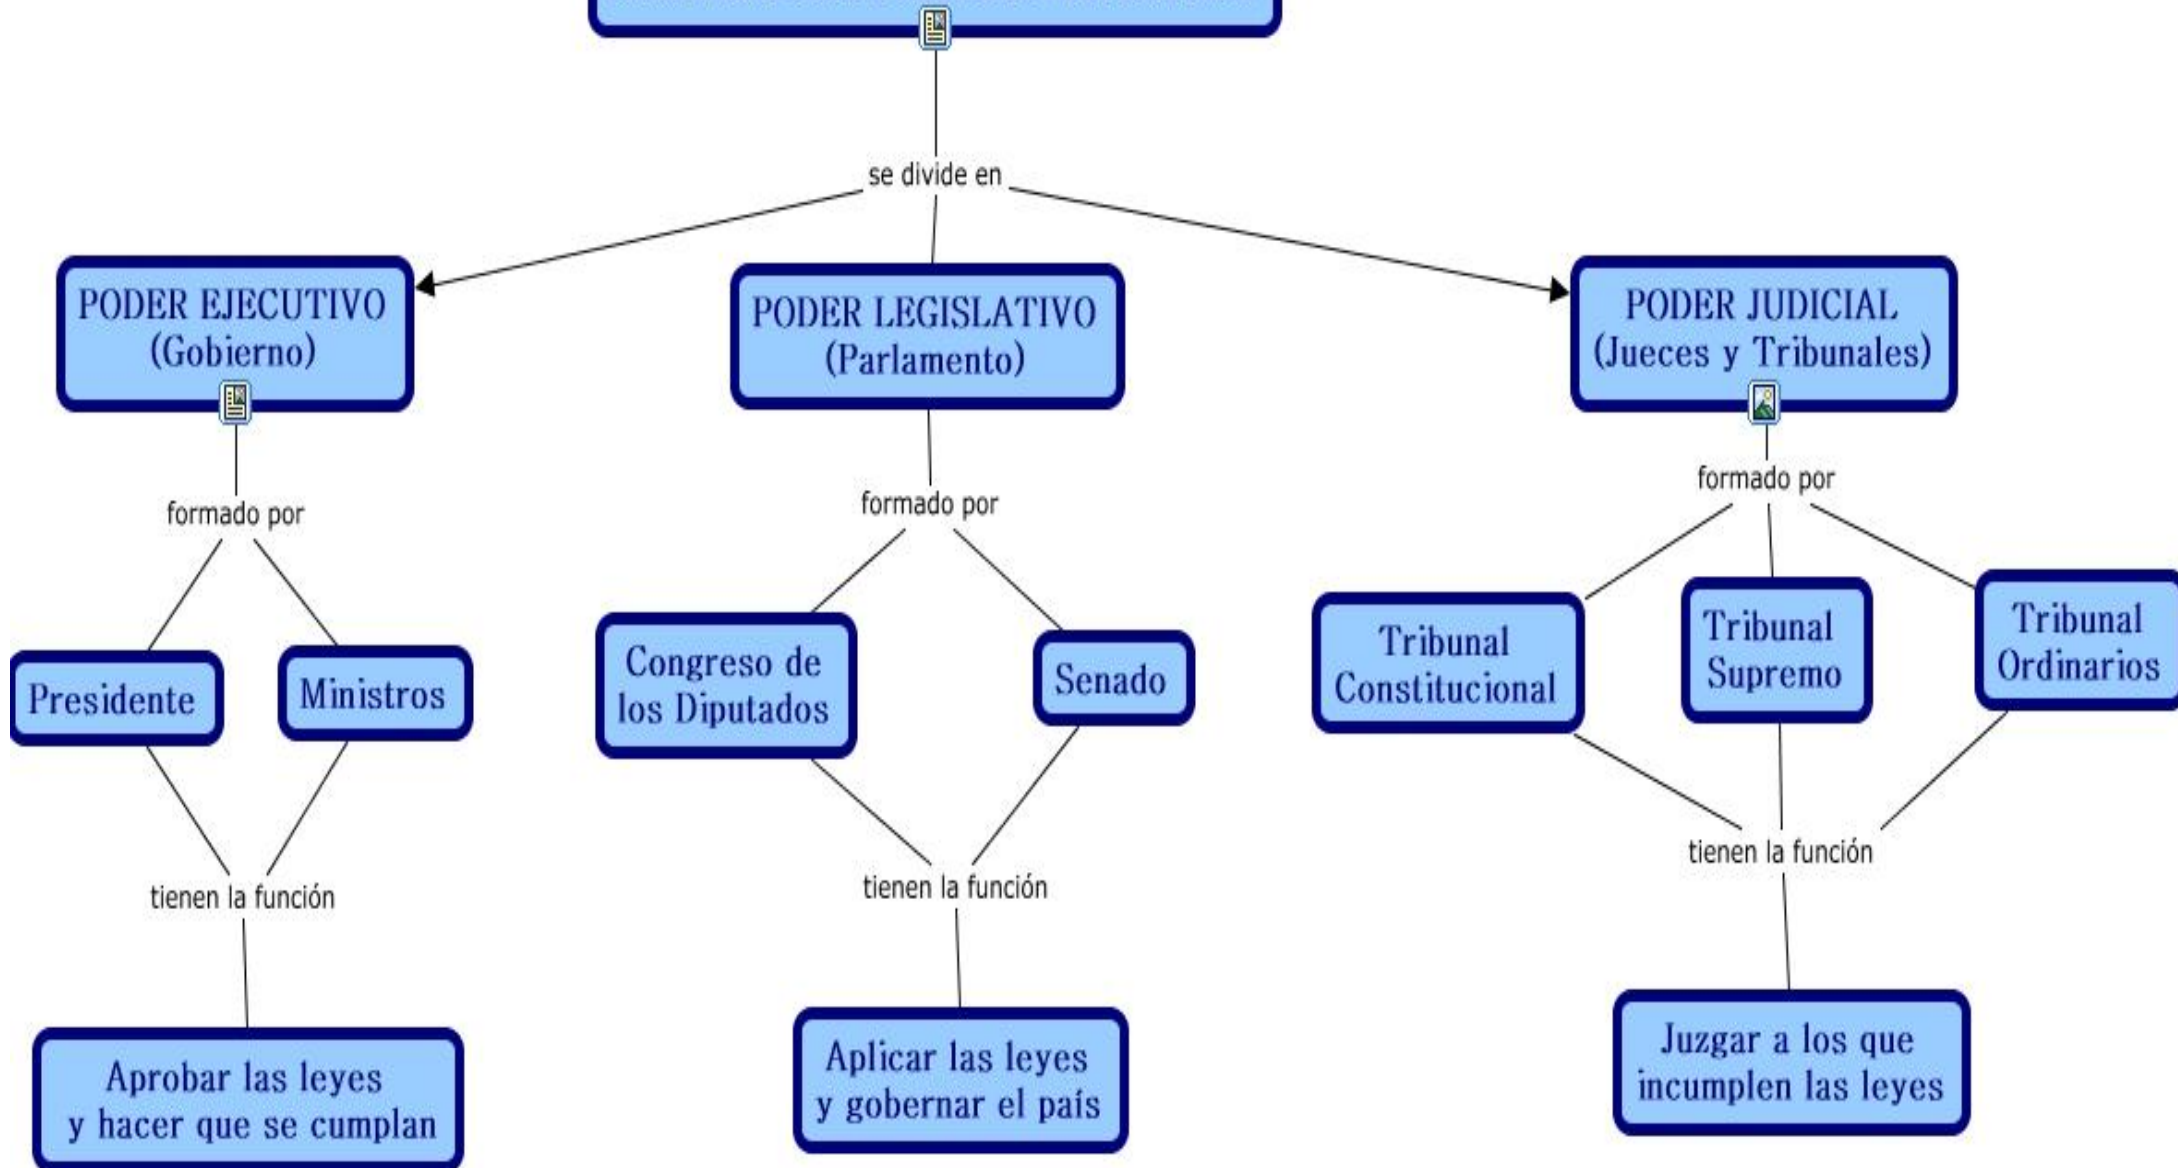 se divide en
PODER EJECUTIVO
(Gobierno)
PODER LEGISLATIVO
(Parlamento)
PODER JUDICIAL
(Jueces y Tribunales)
formado por
formado por
formado por
Presidente
Ministros
Congreso de
los Diputados
Senado
Tribunal
Constitucional
Tribunal
Supremo
Tribunal
Ordinarios
tienen la función
tienen la función
tienen la función
Aprobar las leyes
y hacer que se cumplan
Aplicar las leyes
y gobernar el país
Juzgar a los que
incumplen las leyes